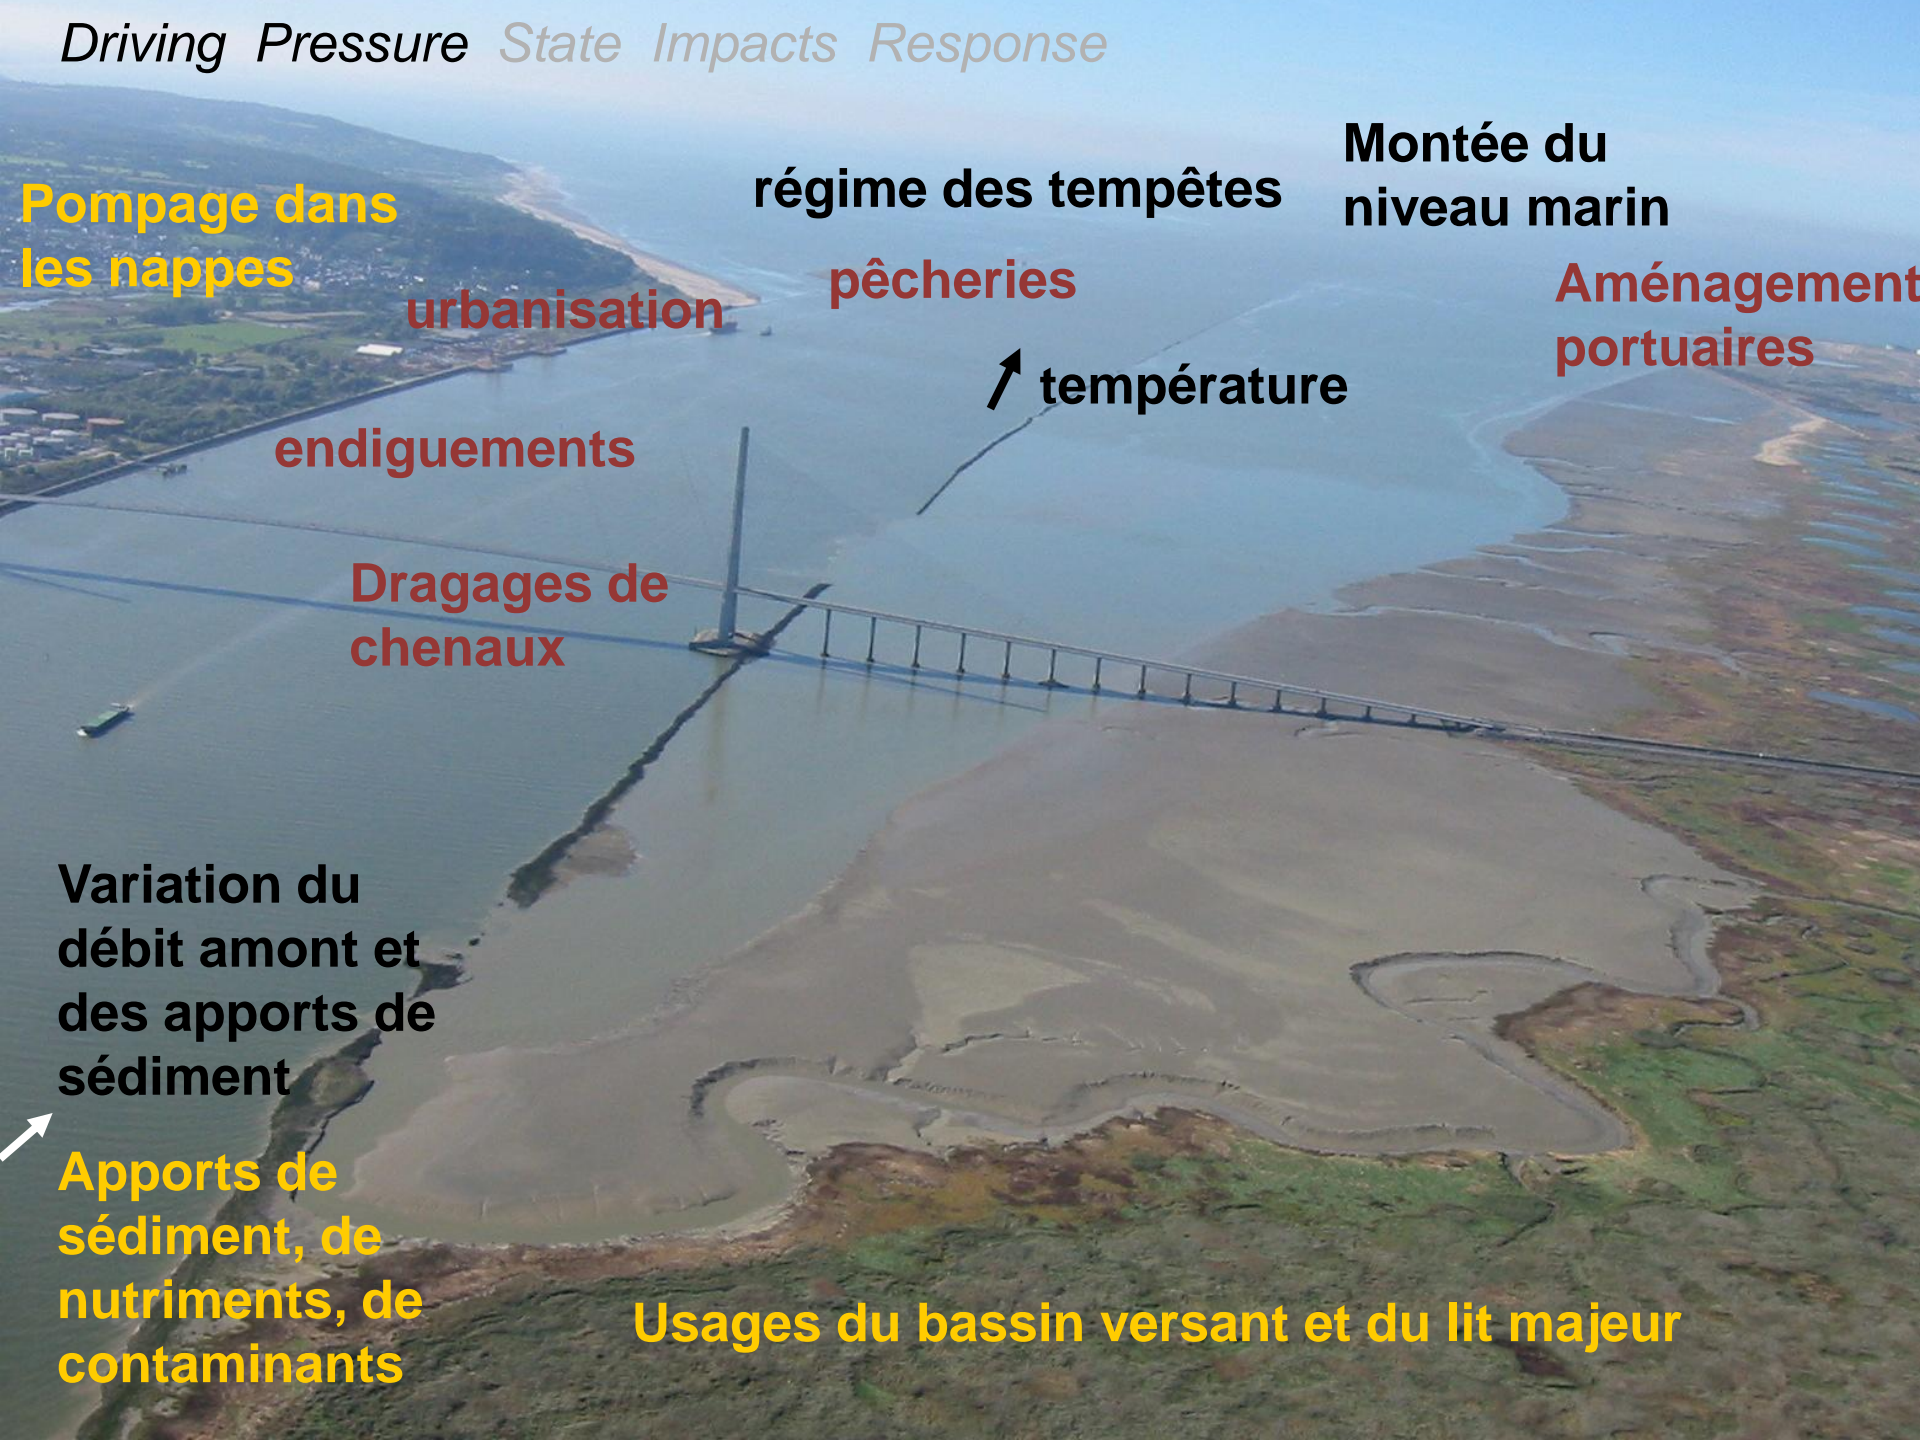 Driving Pressure State Impacts Response
Montée du
niveau marin
régime des tempêtes
Pompage dans
les nappes
pêcheries
Aménagement
portuaires
urbanisation
température
endiguements
Dragages de
chenaux
Variation du
débit amont et
des apports de
sédiment
Apports de
sédiment, de
nutriments, de
contaminants
Usages du bassin versant et du lit majeur